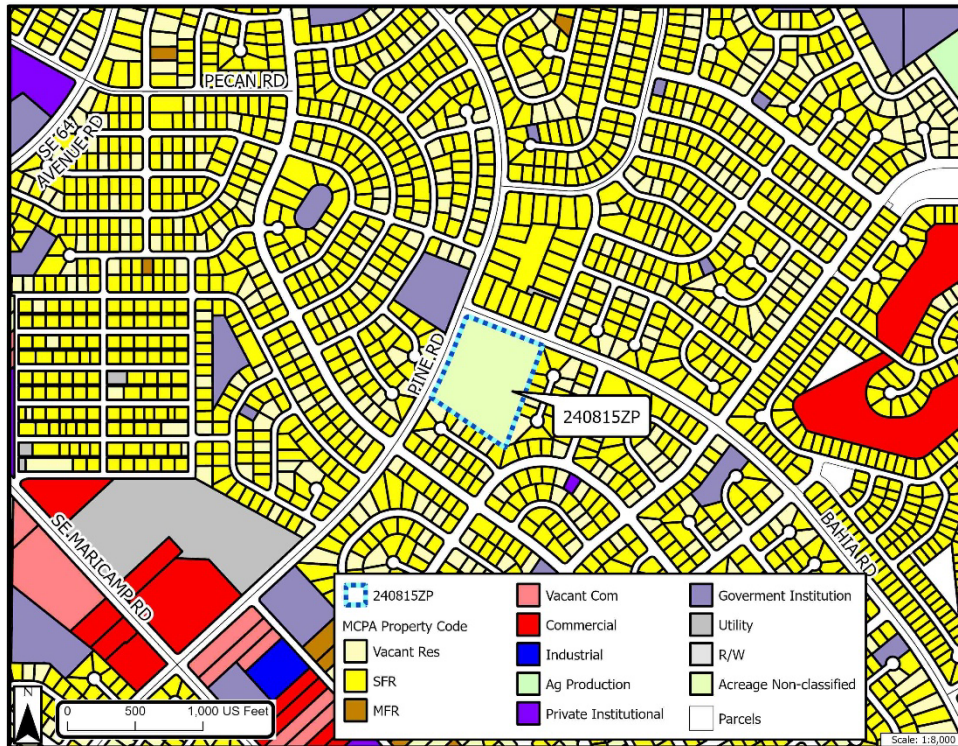 PECAN RD
SE 64
AVENUE RD
PINE RD
240815ZP
SE MARICAMP RD
BAHIA RD
240815ZP
MCPA Property Code
Vacant Res
SFR
MFR
Vacant Com
Commercial
Industrial
Ag Production
Private Institutional
Goverment Institution
Utility
R/W
Acreage Non-classified
Parcels
N
0 500 1,000 US Feet
Scale: 1:8,000